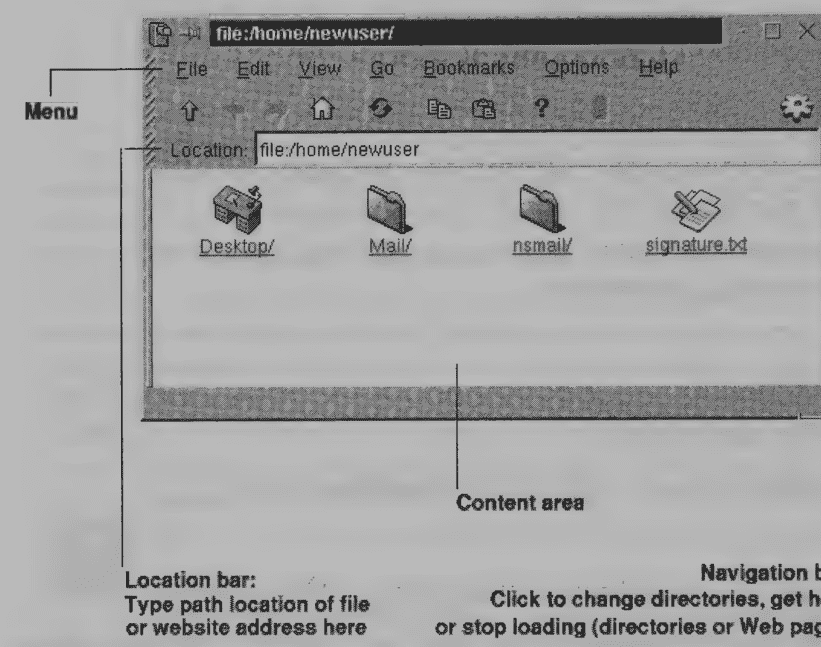 file:/home/newuser/
File Edit View Go Bookmarks Options Help
Menu
?
Location: file:/home/newuser
Desktop/ Mail/ nsmail/ signature.txt
Content area
Location bar:
Type path location of file
or website address here
Navigation
Click to change directories, get
or stop loading (directories or Web